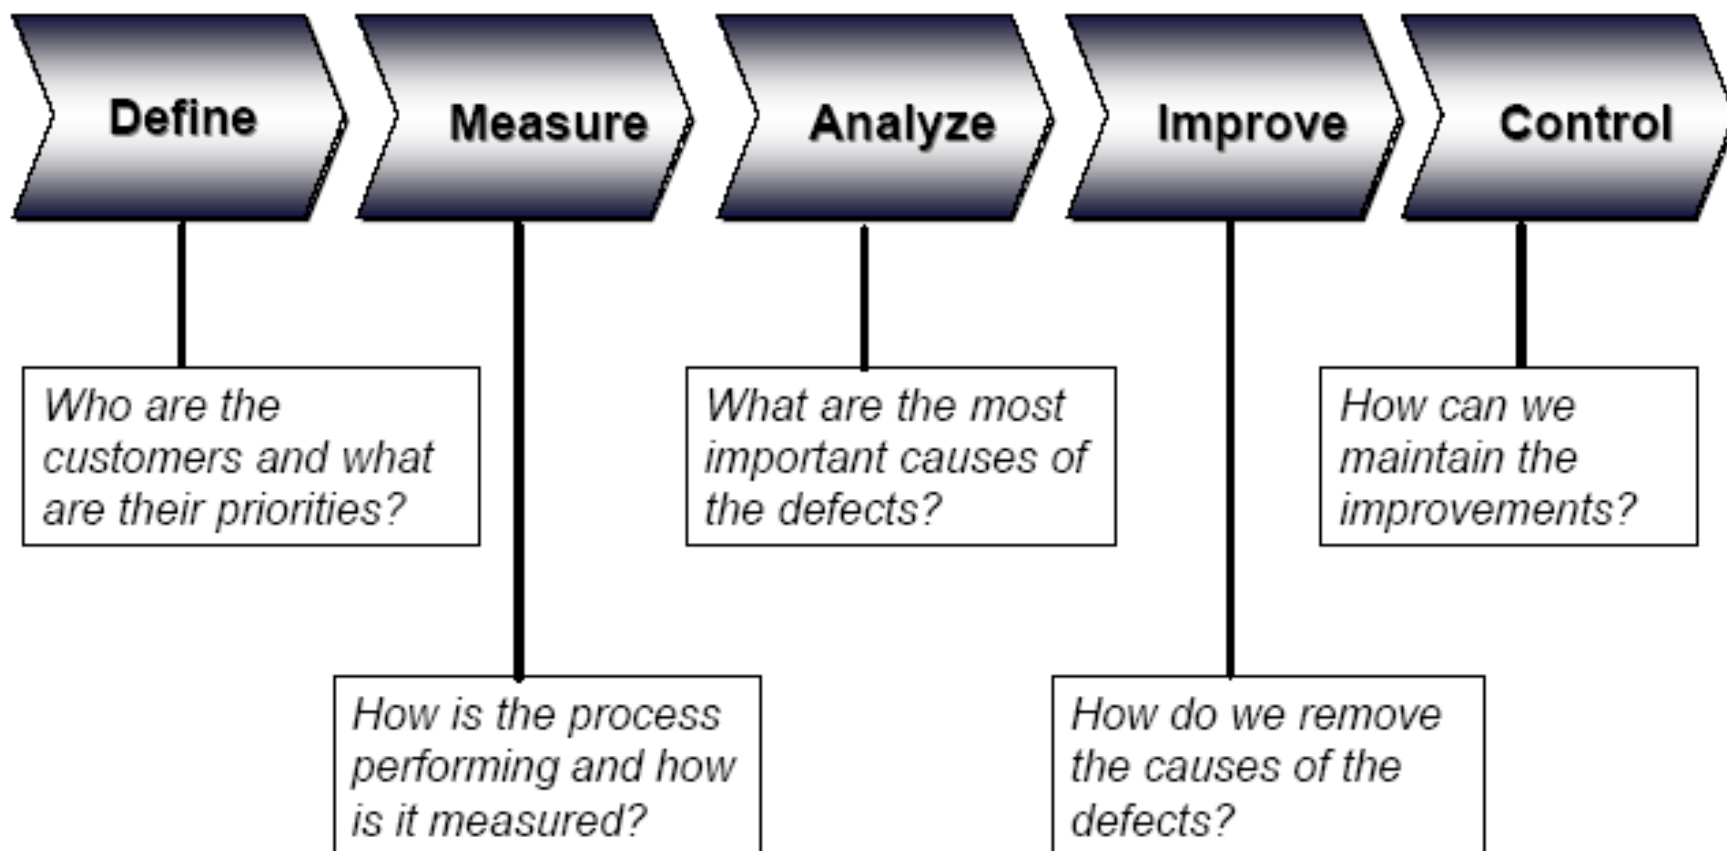 Define
Measure
Analyze
Improve
Control
Who are the
customers and what
are their priorities?
What are the most
important causes of
the defects?
How can we
maintain the
improvements?
How is the process
performing and how
is it measured?
How do we remove
the causes of the
defects?